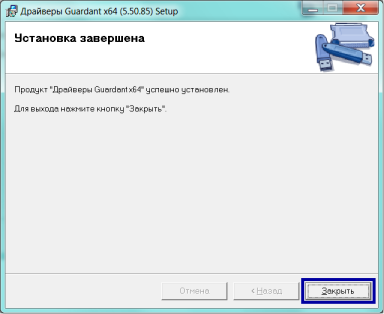 Драйверы Guardant x64 (5.50.85) Setup
Установка завершена
Продукт "Драйверы Guardant x64" успешно установлен.
Для выхода нажмите кнопку "Закрыть".
Отмена
< Назад
Закрыть